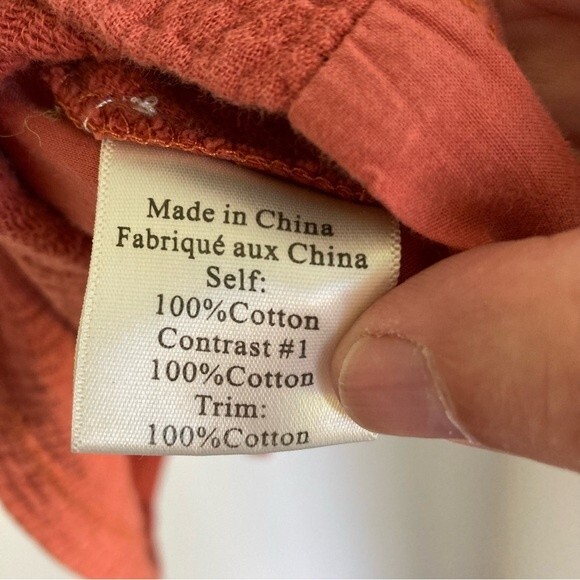 Made in China
Fabriqué aux China
Self:
100%Cotton
Contrast #1
100%Cotton
Trim:
100%Cotton